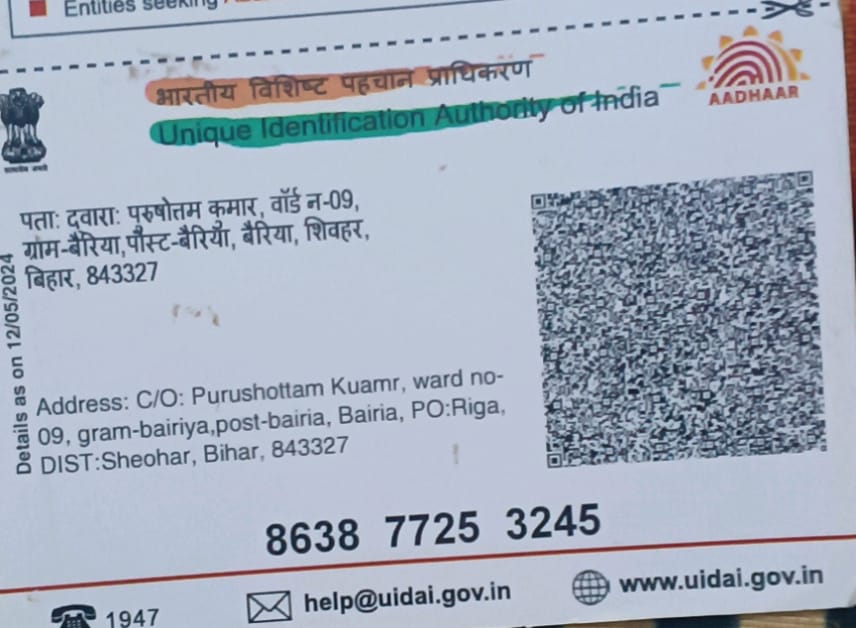 Entities seeking
भारतीय विशिष्ट पहचान प्राधिकरण
Unique Identification Authority of India
AADHAAR
पता: द्वारा: परुषोतम कुमार, वॉर्ड न-09,
ग्राम-बैरिया,पौस्ट-बैरिया, बैरिया, शिवहर,
बिहार, 843327
Details as on 12/05/2024
Address: C/O: Purushottam Kuamr, ward no-
09, gram-bairiya,post-bairia, Bairia, PO:Riga,
DIST:Sheohar, Bihar, 843327
8638 7725 3245
1947
help@uidai.gov.in
www.uidai.gov.in